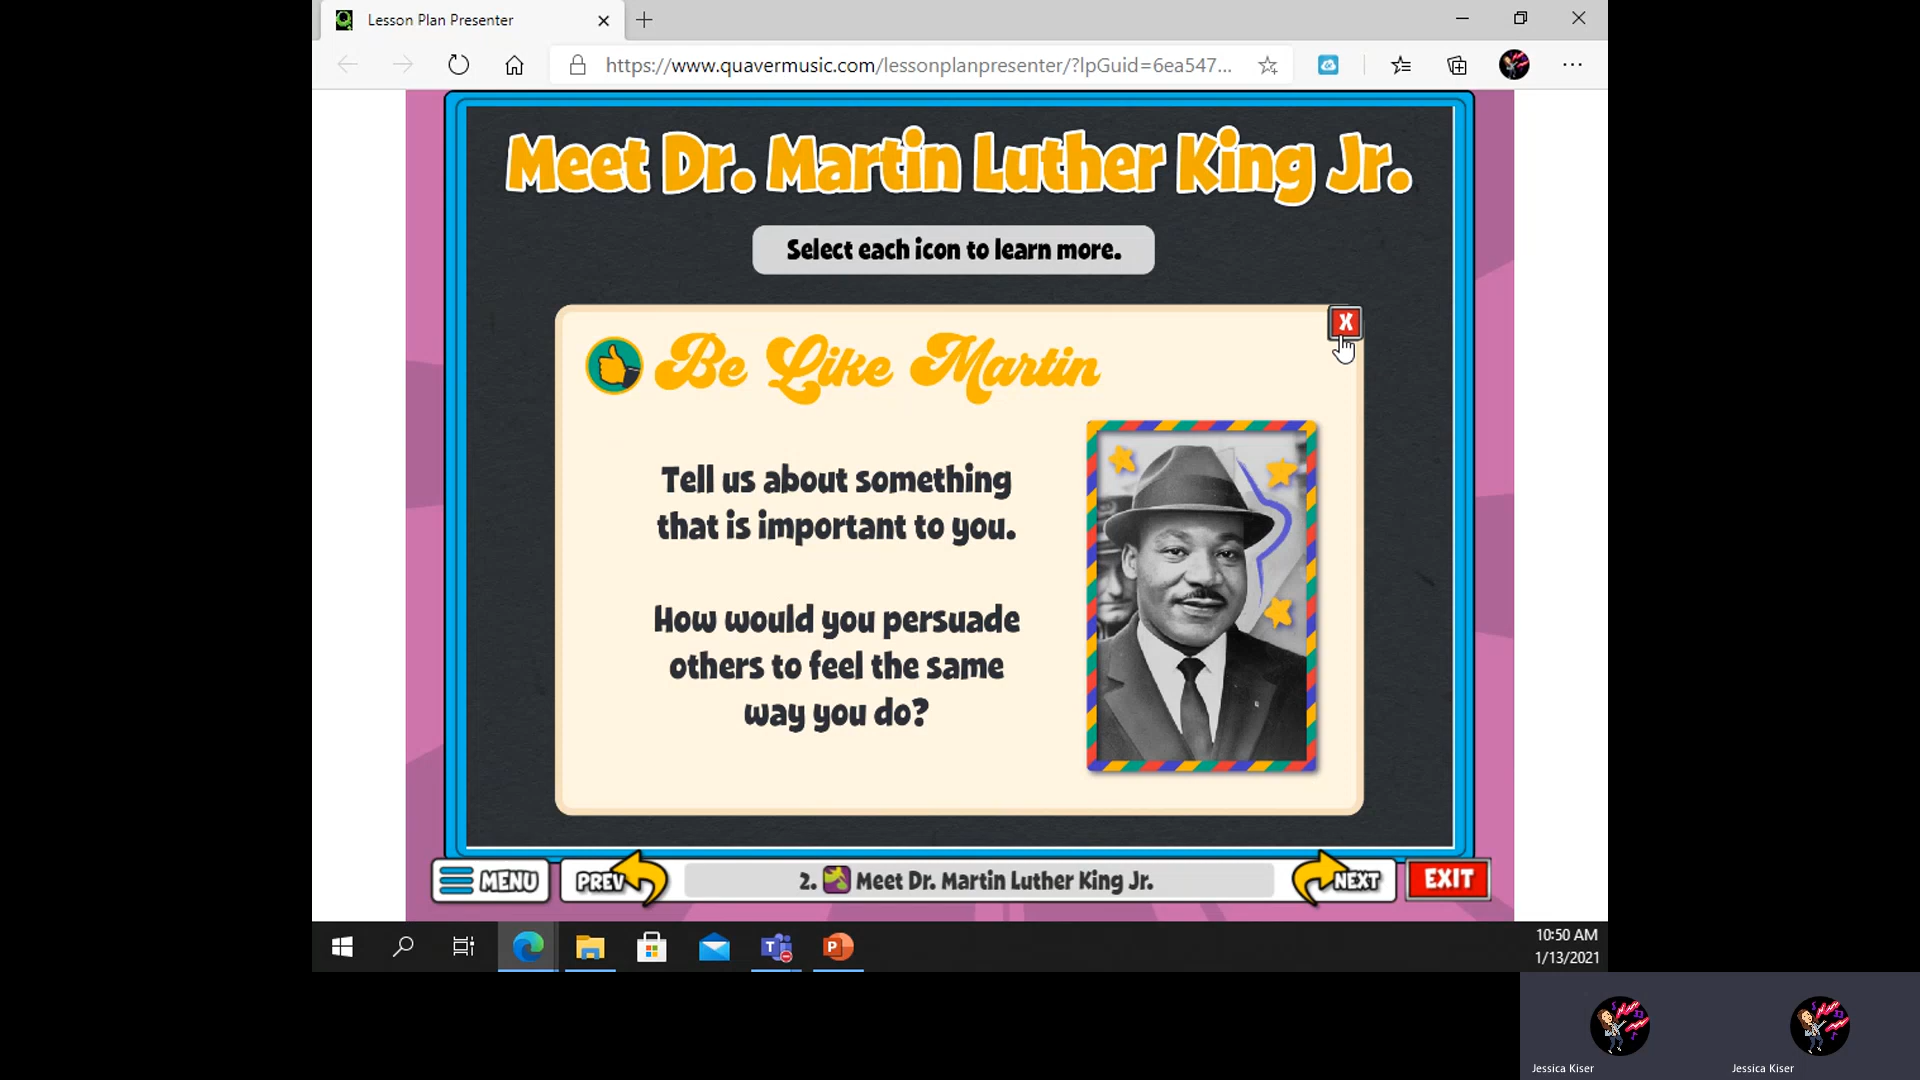 Lesson Plan Presenter
https://www.quavermusic.com/lessonplanpresenter/?lpGuid=6ea547...
Meet Dr. Martin Luther King Jr.
Select each icon to learn more.
X
Be Like Martin
Tell us about something
that is important to you.
How would you persuade
others to feel the same
way you do?
MENU
PREV
2. Meet Dr. Martin Luther King Jr.
NEXT
EXIT
10:50 AM
1/13/2021
Jessica Kiser
Jessica Kiser